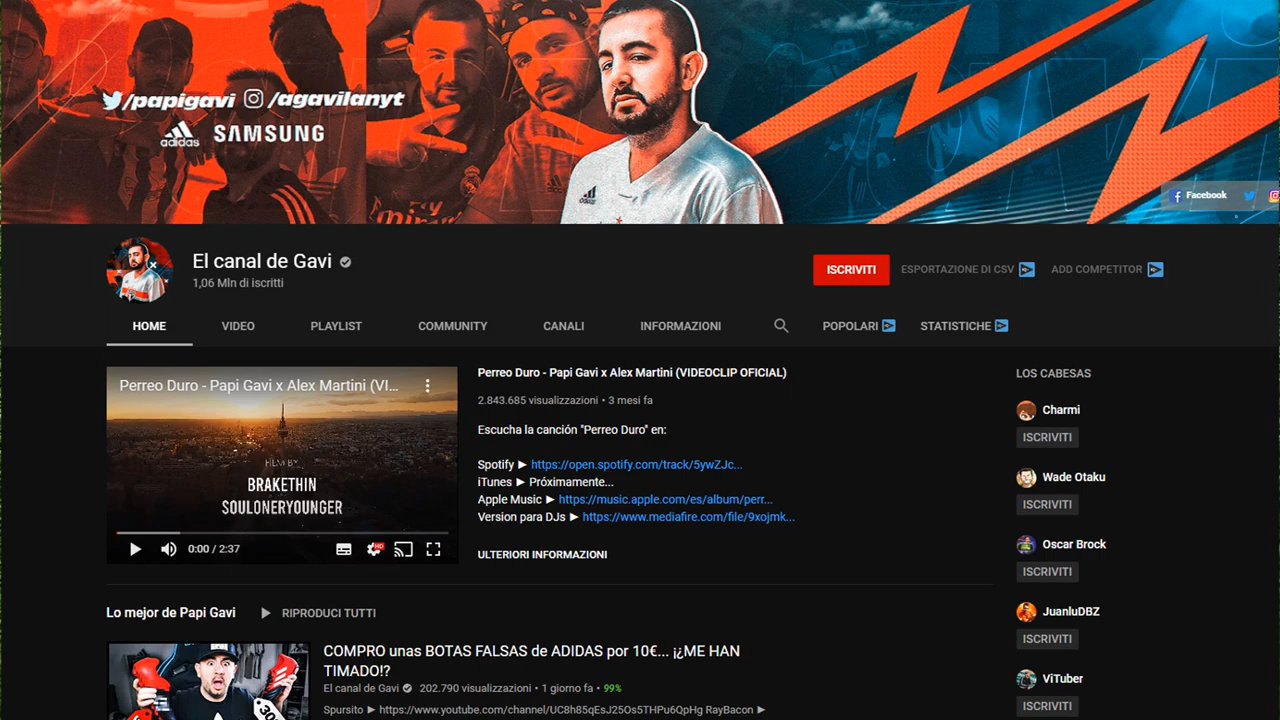 /papigavi /agavilanyt
adidas SAMSUNG
Facebook
El canal de Gavi
1,06 Mln di iscritti
ISCRIVITI ESPORTAZIONE DI CSV ADD COMPETITOR
HOME VIDEO PLAYLIST COMMUNITY CANALI INFORMAZIONI POPOLARI STATISTICHE
Perreo Duro - Papi Gavi x Alex Martini (VI...
FILM BY
BRAKETHIN
SOULONERYOUNGER
0:00 / 2:37
HD
Perreo Duro - Papi Gavi x Alex Martini (VIDEOCLIP OFICIAL)
2.843.685 visualizzazioni • 3 mesi fa
Escucha la canción "Perreo Duro" en:
Spotify ► https://open.spotify.com/track/5ywZJc...
iTunes ► Próximamente...
Apple Music ► https://music.apple.com/es/album/perr...
Version para DJs ► https://www.mediafire.com/file/9xojmk...
ULTERIORI INFORMAZIONI
LOS CABESAS
Charmi
ISCRIVITI
Wade Otaku
ISCRIVITI
Oscar Brock
ISCRIVITI
JuanluDBZ
ISCRIVITI
ViTuber
ISCRIVITI
Lo mejor de Papi Gavi RIPRODUCI TUTTI
COMPRO unas BOTAS FALSAS de ADIDAS por 10€... ¡¿ME HAN
TIMADO!?
El canal de Gavi 202.790 visualizzazioni • 1 giorno fa • 99%
Spursito ► https://www.youtube.com/channel/UC8h85qEsJ25Os5THPu6QpHg RayBacon ►